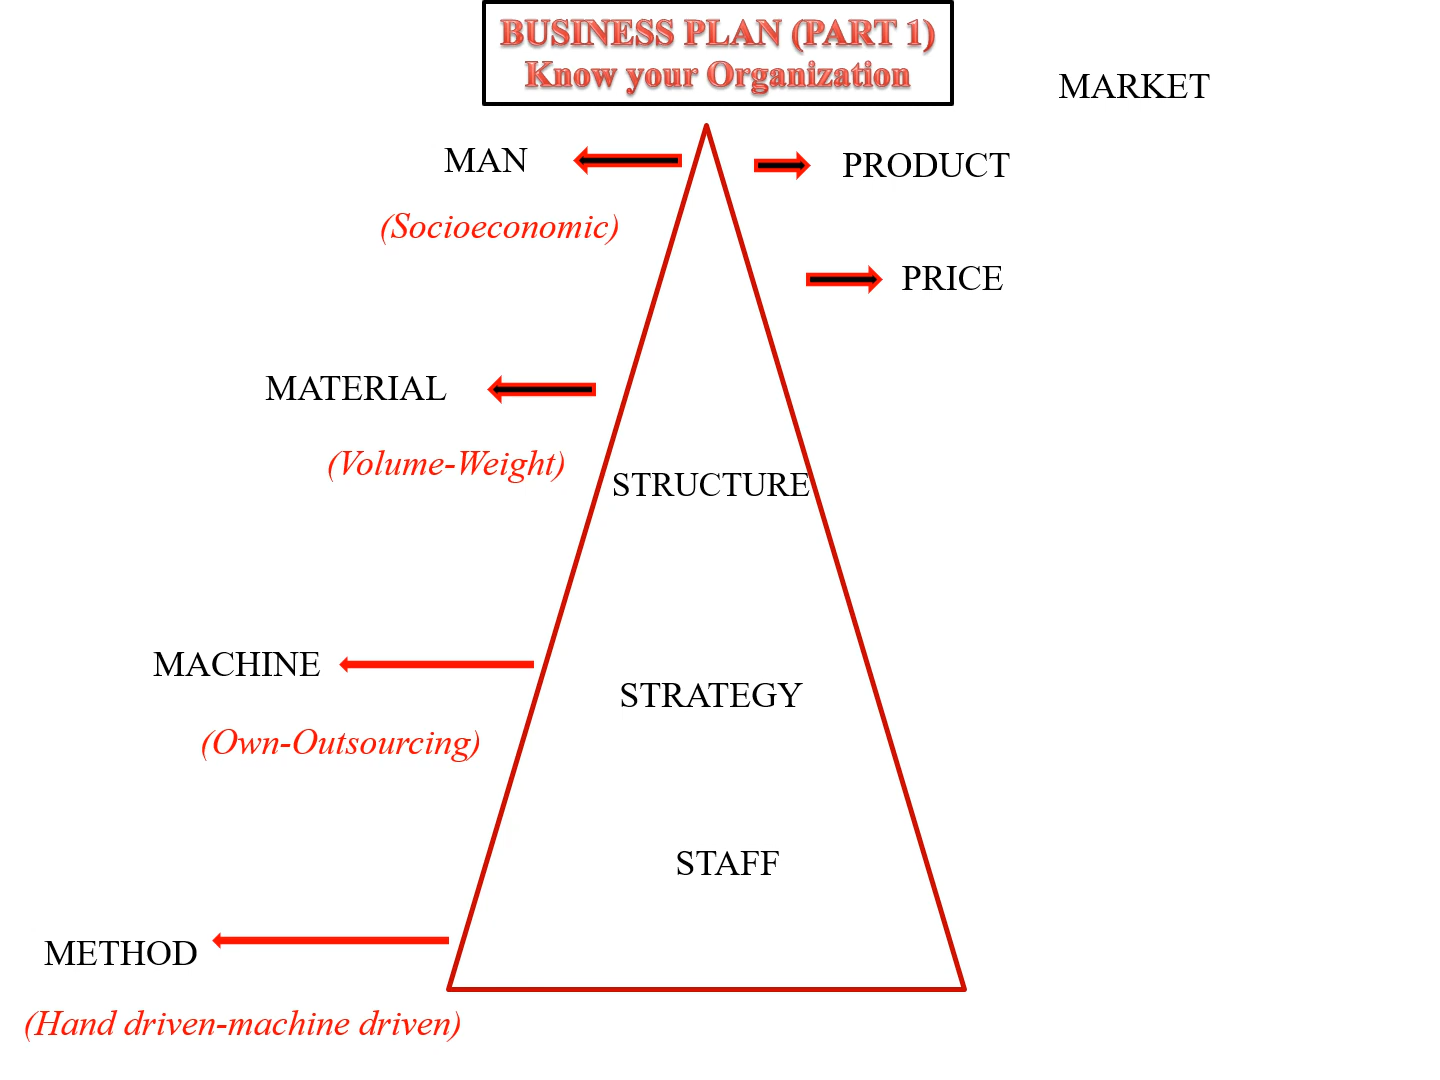 BUSINESS PLAN (PART 1)
Know your Organization
MARKET
MAN
PRODUCT
(Socioeconomic)
PRICE
MATERIAL
(Volume-Weight)
STRUCTURE
MACHINE
STRATEGY
(Own-Outsourcing)
STAFF
METHOD
(Hand driven-machine driven)